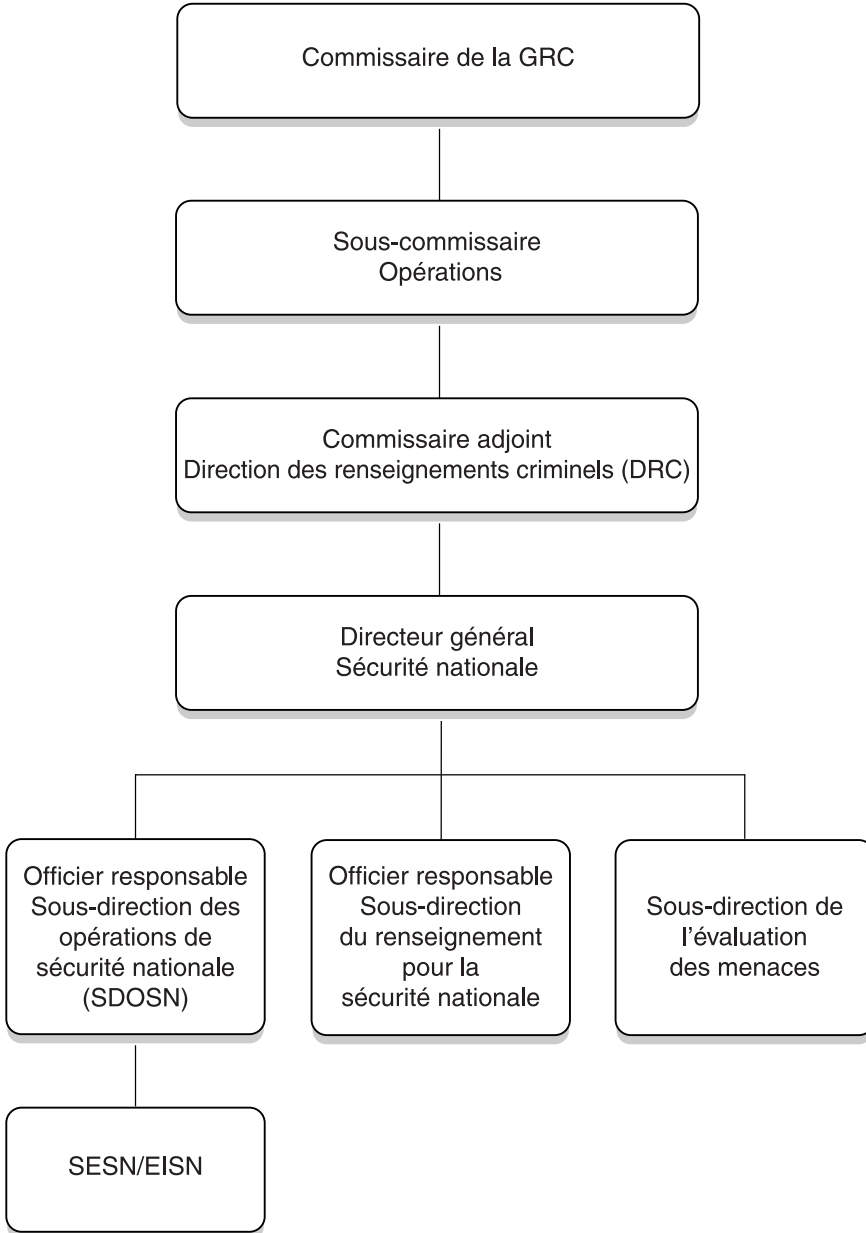 Commissaire de la GRC
Sous-commissaire
Opérations
Commissaire adjoint
Direction des renseignements criminels (DRC)
Directeur général
Sécurité nationale
Officier responsable
Sous-direction des
opérations de
sécurité nationale
(SDOSN)
Officier responsable
Sous-direction
du renseignement
pour la
sécurité nationale
Sous-direction de
l’évaluation
des menaces
SESN/EISN